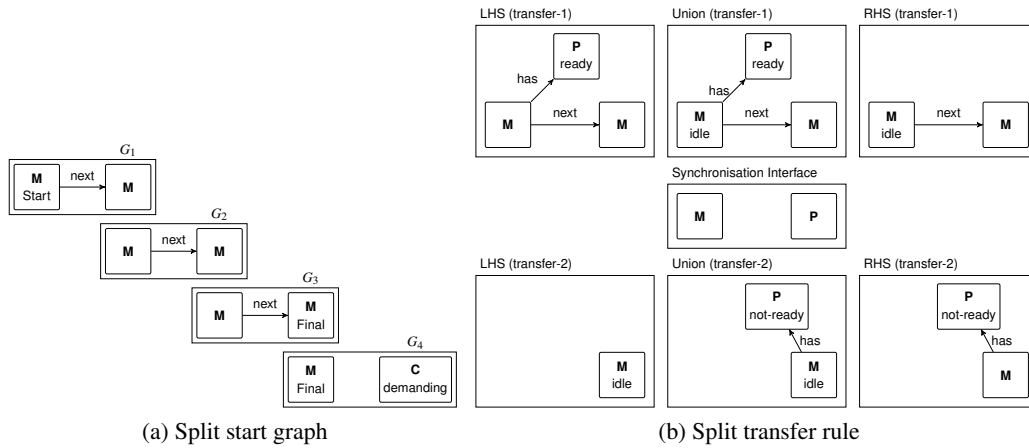 G1
M
Start
next
M
G2
M
next
M
G3
M
next
M
Final
G4
M
Final
C
demanding
(a) Split start graph
LHS (transfer-1)
P
ready
has
M
next
M
Union (transfer-1)
P
ready
has
M
idle
next
M
RHS (transfer-1)
M
idle
next
M
Synchronisation Interface
M
P
LHS (transfer-2)
M
idle
Union (transfer-2)
P
not-ready
has
M
idle
RHS (transfer-2)
P
not-ready
has
M
(b) Split transfer rule